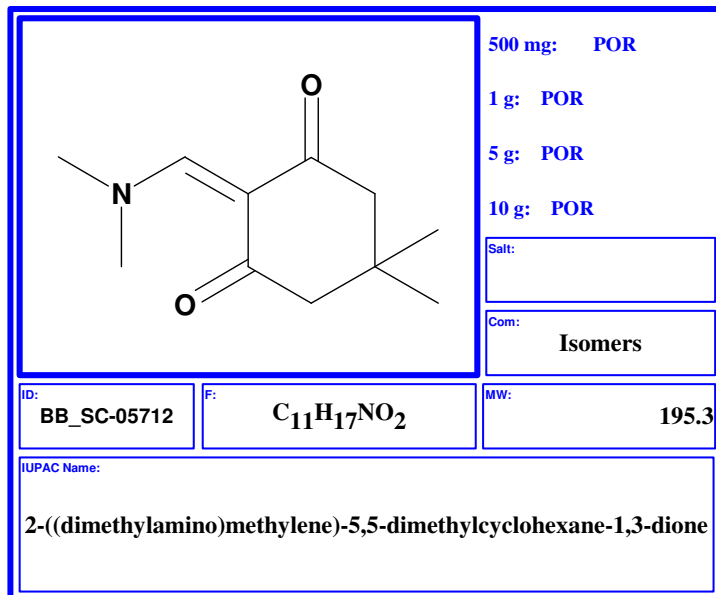 O
N
O
500 mg: POR
1 g: POR
5 g: POR
10 g: POR
Salt:
Com:
Isomers
ID:
BB_SC-05712
F:
C11H17NO2
MW:
195.3
IUPAC Name:
2-((dimethylamino)methylene)-5,5-dimethylcyclohexane-1,3-dione